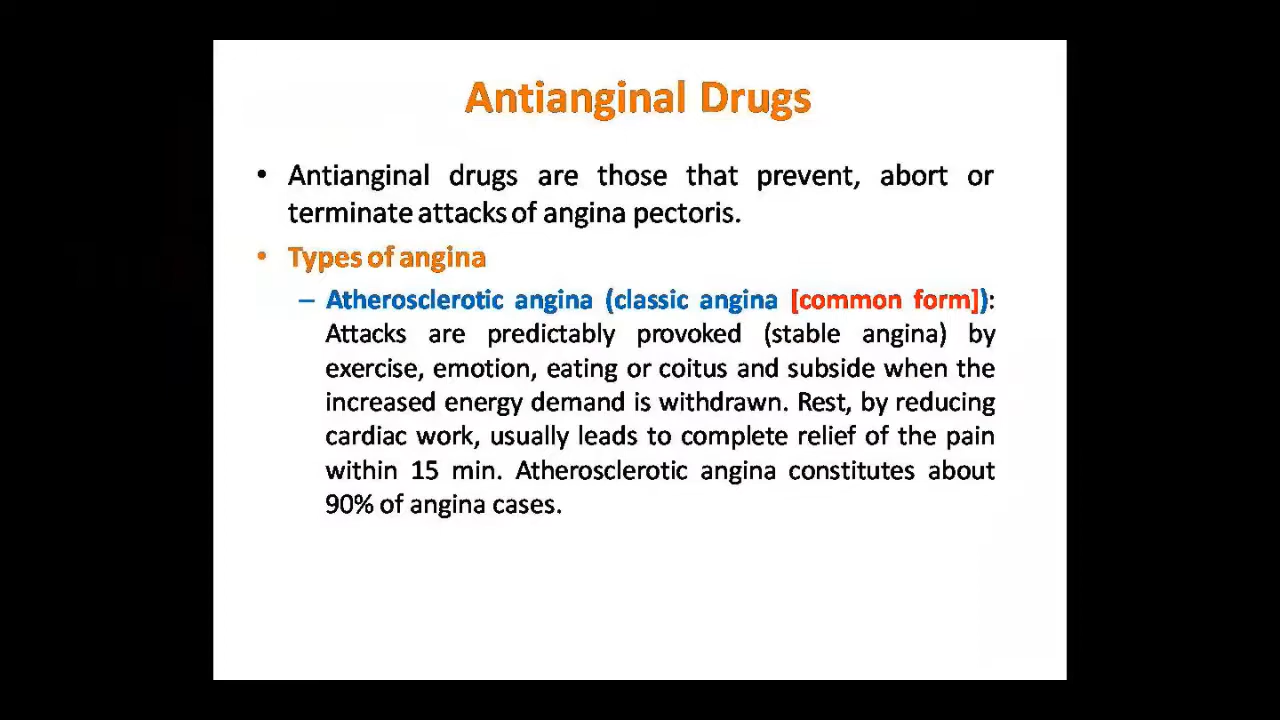 Antianginal Drugs
• Antianginal drugs are those that prevent, abort or
terminate attacks of angina pectoris.
• Types of angina
– Atherosclerotic angina (classic angina [common form]):
Attacks are predictably provoked (stable angina) by
exercise, emotion, eating or coitus and subside when the
increased energy demand is withdrawn. Rest, by reducing
cardiac work, usually leads to complete relief of the pain
within 15 min. Atherosclerotic angina constitutes about
90% of angina cases.